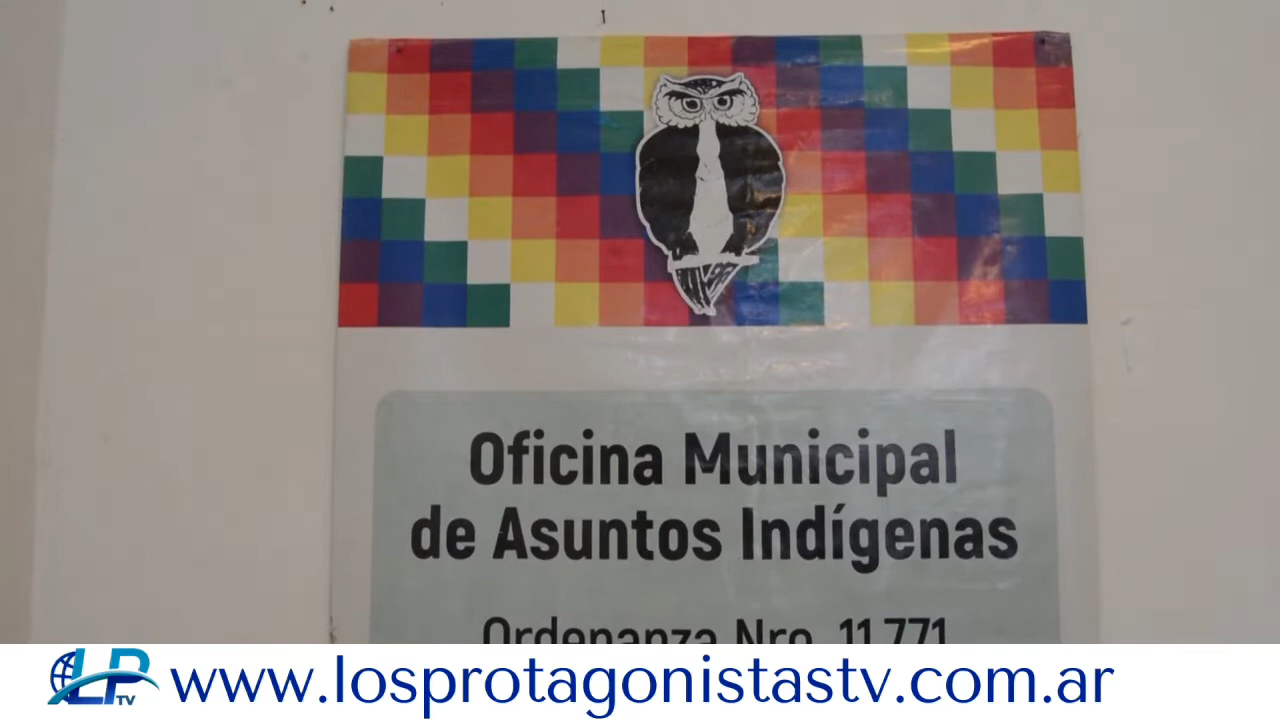 Oficina Municipal
de Asuntos Indígenas
Ordenanza Nro. 11.771
LP TV www.losprotagonistastv.com.ar